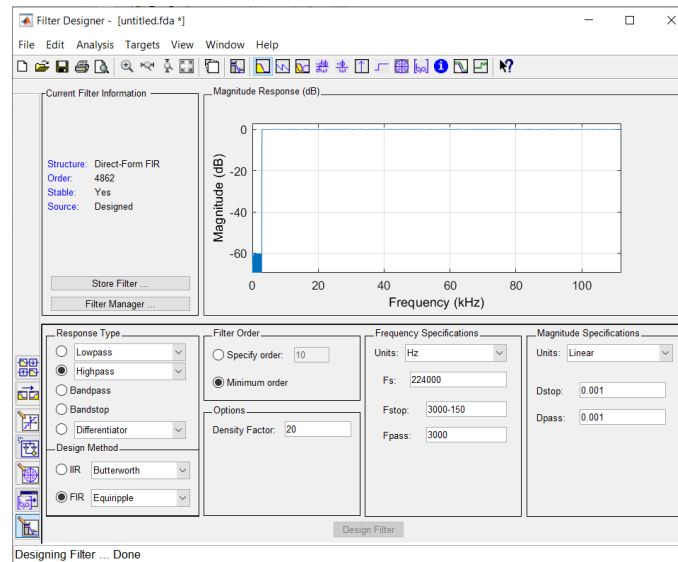 Filter Designer - [untitled.fda *]
File Edit Analysis Targets View Window Help
Current Filter Information
Structure: Direct-Form FIR
Order: 4862
Stable: Yes
Source: Designed
Store Filter ...
Filter Manager ...
Magnitude Response (dB)
0
-20
-40
-60
Magnitude (dB)
0 20 40 60 80 100
Frequency (kHz)
Response Type
Lowpass
Highpass
Bandpass
Bandstop
Differentiator
Design Method
IIR Butterworth
FIR Equiripple
Filter Order
Specify order: 10
Minimum order
Options
Density Factor: 20
Frequency Specifications
Units: Hz
Fs: 224000
Fstop: 3000-150
Fpass: 3000
Magnitude Specifications
Units: Linear
Dstop: 0.001
Dpass: 0.001
Design Filter
Designing Filter ... Done